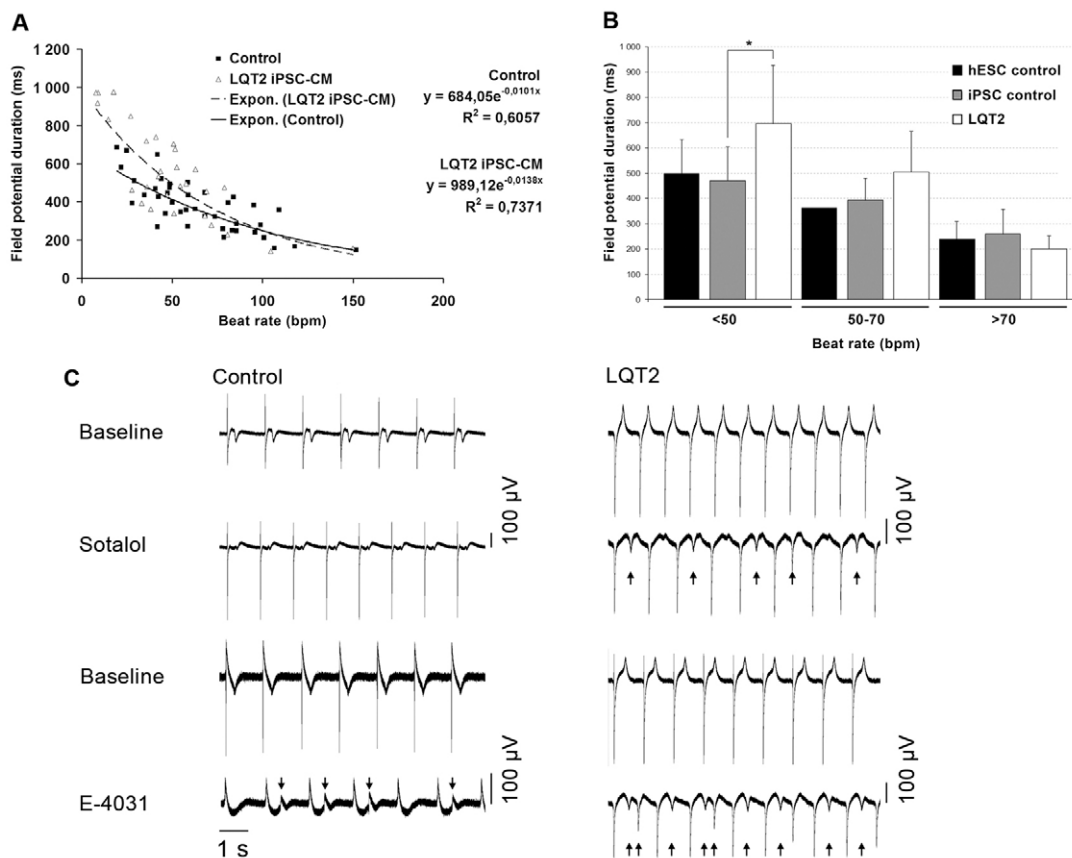 A
1 000
1 200
1 000
800
600
400
200
0
Field potential duration (ms)
Control
LQT2 iPSC-CM
Expon. (LQT2 iPSC-CM)
Expon. (Control)
Control
y = 684,05e-0,0101x
R2 = 0,6057
LQT2 iPSC-CM
y = 989,12e-0,0138x
R2 = 0,7371
0 50 100 150 200
Beat rate (bpm)
B
1 000
900
800
700
600
500
400
300
200
100
0
Field potential duration (ms)
*
hESC control
iPSC control
LQT2
<50 50-70 >70
Beat rate (bpm)
C
Control
LQT2
Baseline
100 µV
100 µV
Sotalol
Baseline
100 µV
100 µV
E-4031
1 s